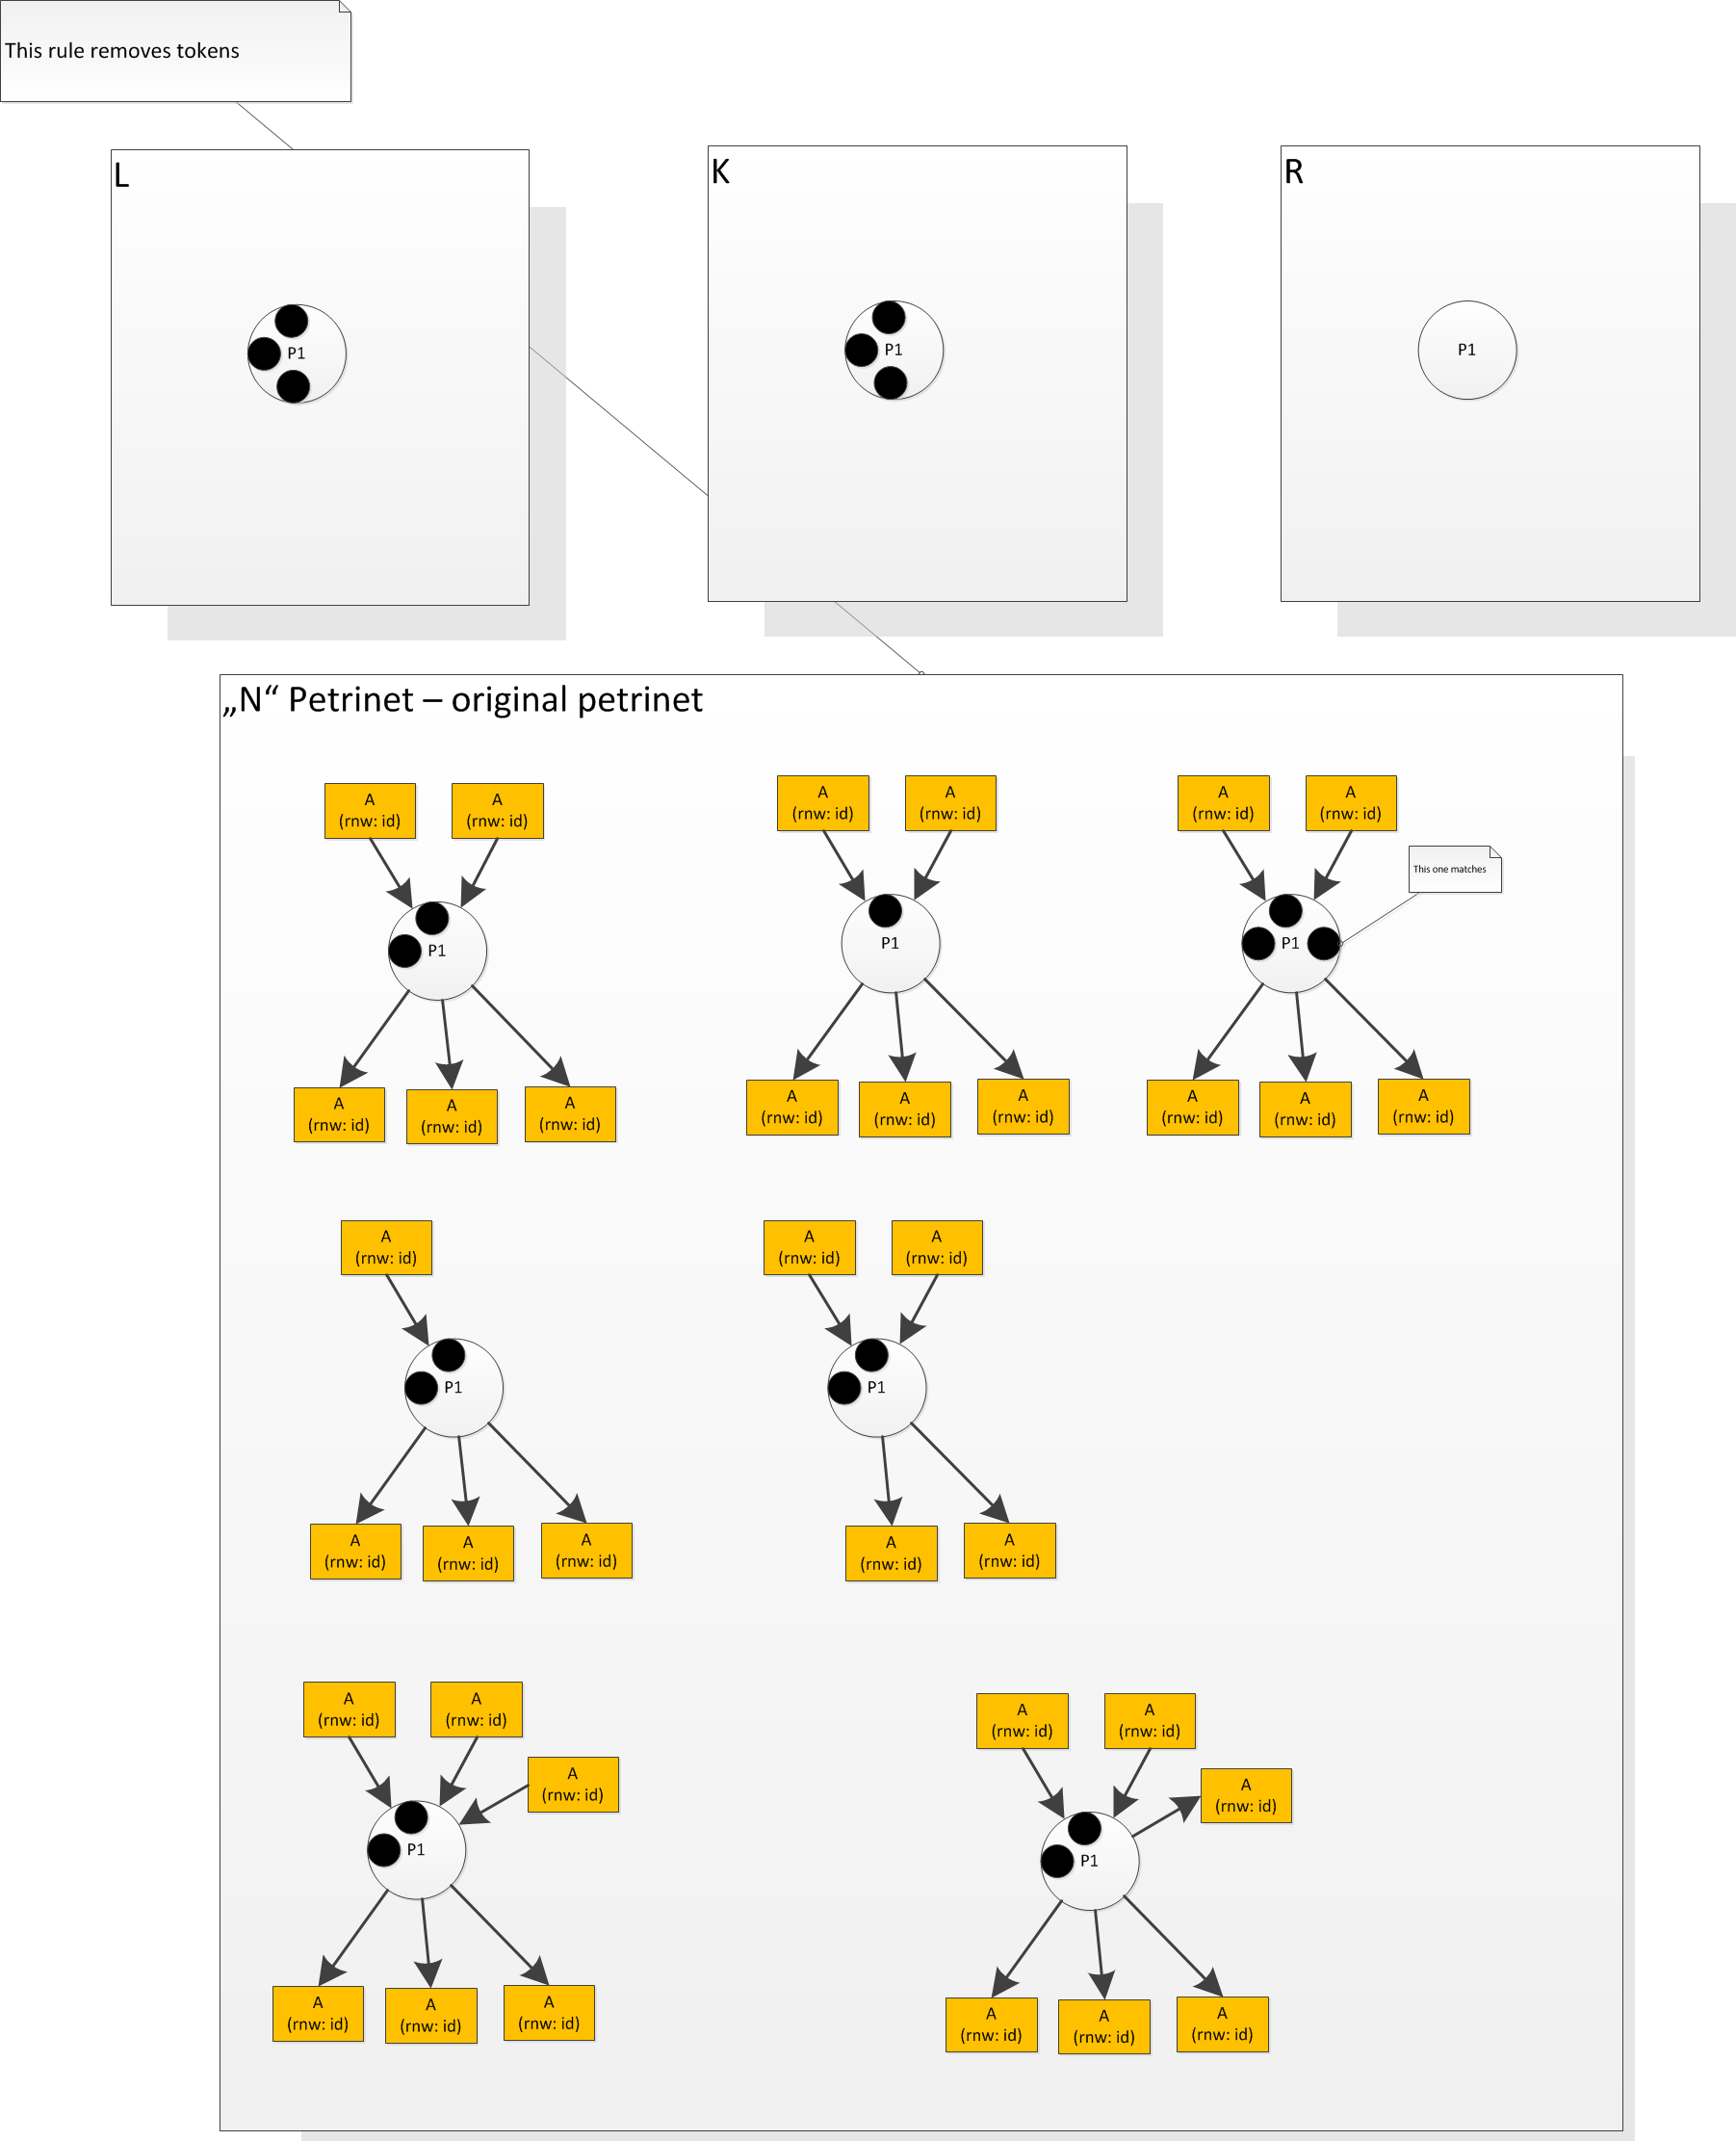 This rule removes tokens
L
K
R
P1
P1
P1
„N“ Petrinet – original petrinet
A
(rnw: id)
A
(rnw: id)
A
(rnw: id)
A
(rnw: id)
A
(rnw: id)
A
(rnw: id)
This one matches
P1
P1
P1
A
(rnw: id)
A
(rnw: id)
A
(rnw: id)
A
(rnw: id)
A
(rnw: id)
A
(rnw: id)
A
(rnw: id)
A
(rnw: id)
A
(rnw: id)
A
(rnw: id)
A
(rnw: id)
A
(rnw: id)
P1
P1
A
(rnw: id)
A
(rnw: id)
A
(rnw: id)
A
(rnw: id)
A
(rnw: id)
A
(rnw: id)
A
(rnw: id)
A
(rnw: id)
A
(rnw: id)
A
(rnw: id)
A
(rnw: id)
P1
P1
A
(rnw: id)
A
(rnw: id)
A
(rnw: id)
A
(rnw: id)
A
(rnw: id)
A
(rnw: id)